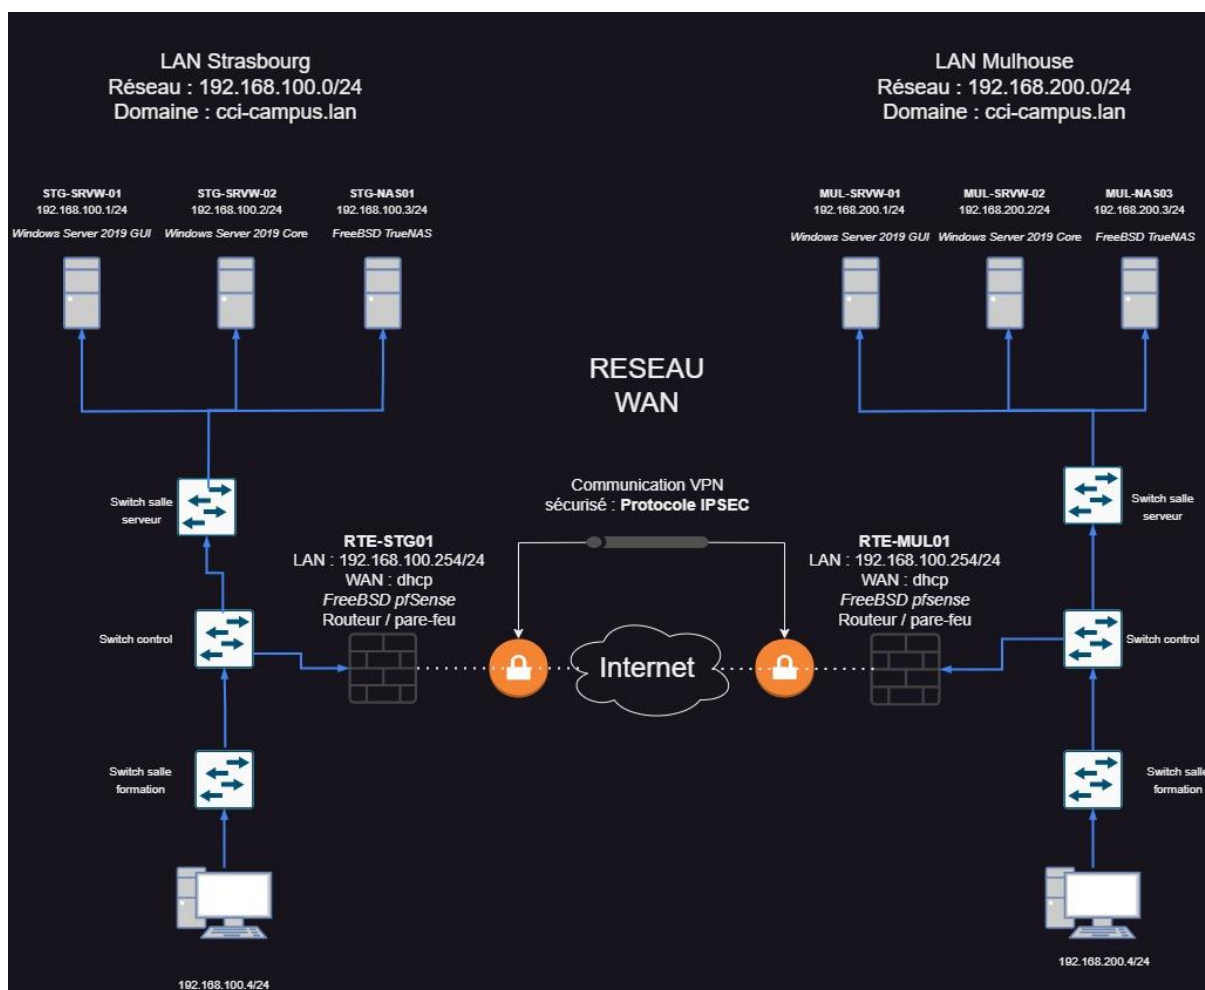 LAN Strasbourg
Réseau : 192.168.100.0/24
Domaine : cci-campus.lan
LAN Mulhouse
Réseau : 192.168.200.0/24
Domaine : cci-campus.lan
STG-SRVW-01
192.168.100.1/24
Windows Server 2019 GUI
STG-SRVW-02
192.168.100.2/24
Windows Server 2019 Core
STG-NAS01
192.168.100.3/24
FreeBSD TrueNAS
MUL-SRVW-01
192.168.200.1/24
Windows Server 2019 GUI
MUL-SRVW-02
192.168.200.2/24
Windows Server 2019 Core
MUL-NAS03
192.168.200.3/24
FreeBSD TrueNAS
RESEAU
WAN
Switch salle
serveur
Communication VPN
sécurisé : Protocole IPSEC
Switch salle
serveur
RTE-STG01
LAN : 192.168.100.254/24
WAN : dhcp
FreeBSD pfSense
Routeur / pare-feu
RTE-MUL01
LAN : 192.168.100.254/24
WAN : dhcp
FreeBSD pfsense
Routeur / pare-feu
Switch control
Internet
Switch control
Switch salle
formation
Switch salle
formation
192.168.100.4/24
192.168.200.4/24